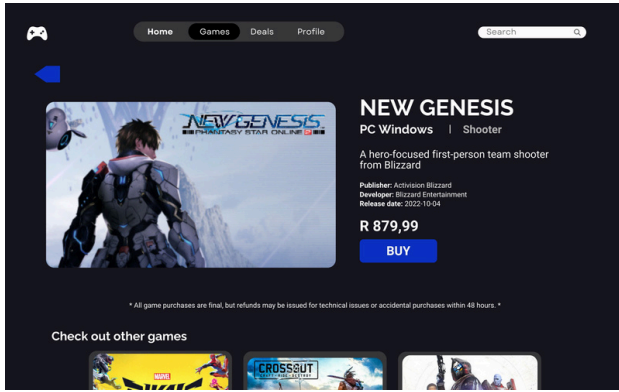 Home Games Deals Profile Search
NEW GENESIS
PHANTASY STAR ONLINE 2
NEW GENESIS
PC Windows | Shooter
A hero-focused first-person team shooter
from Blizzard
Publisher: Activision Blizzard
Developer: Blizzard Entertainment
Release date: 2022-10-04
R 879,99
BUY
* All game purchases are final, but refunds may be issued for technical issues or accidental purchases within 48 hours. *
Check out other games
MARVEL
CROSSOUT
CRAFT • RIDE • DESTROY